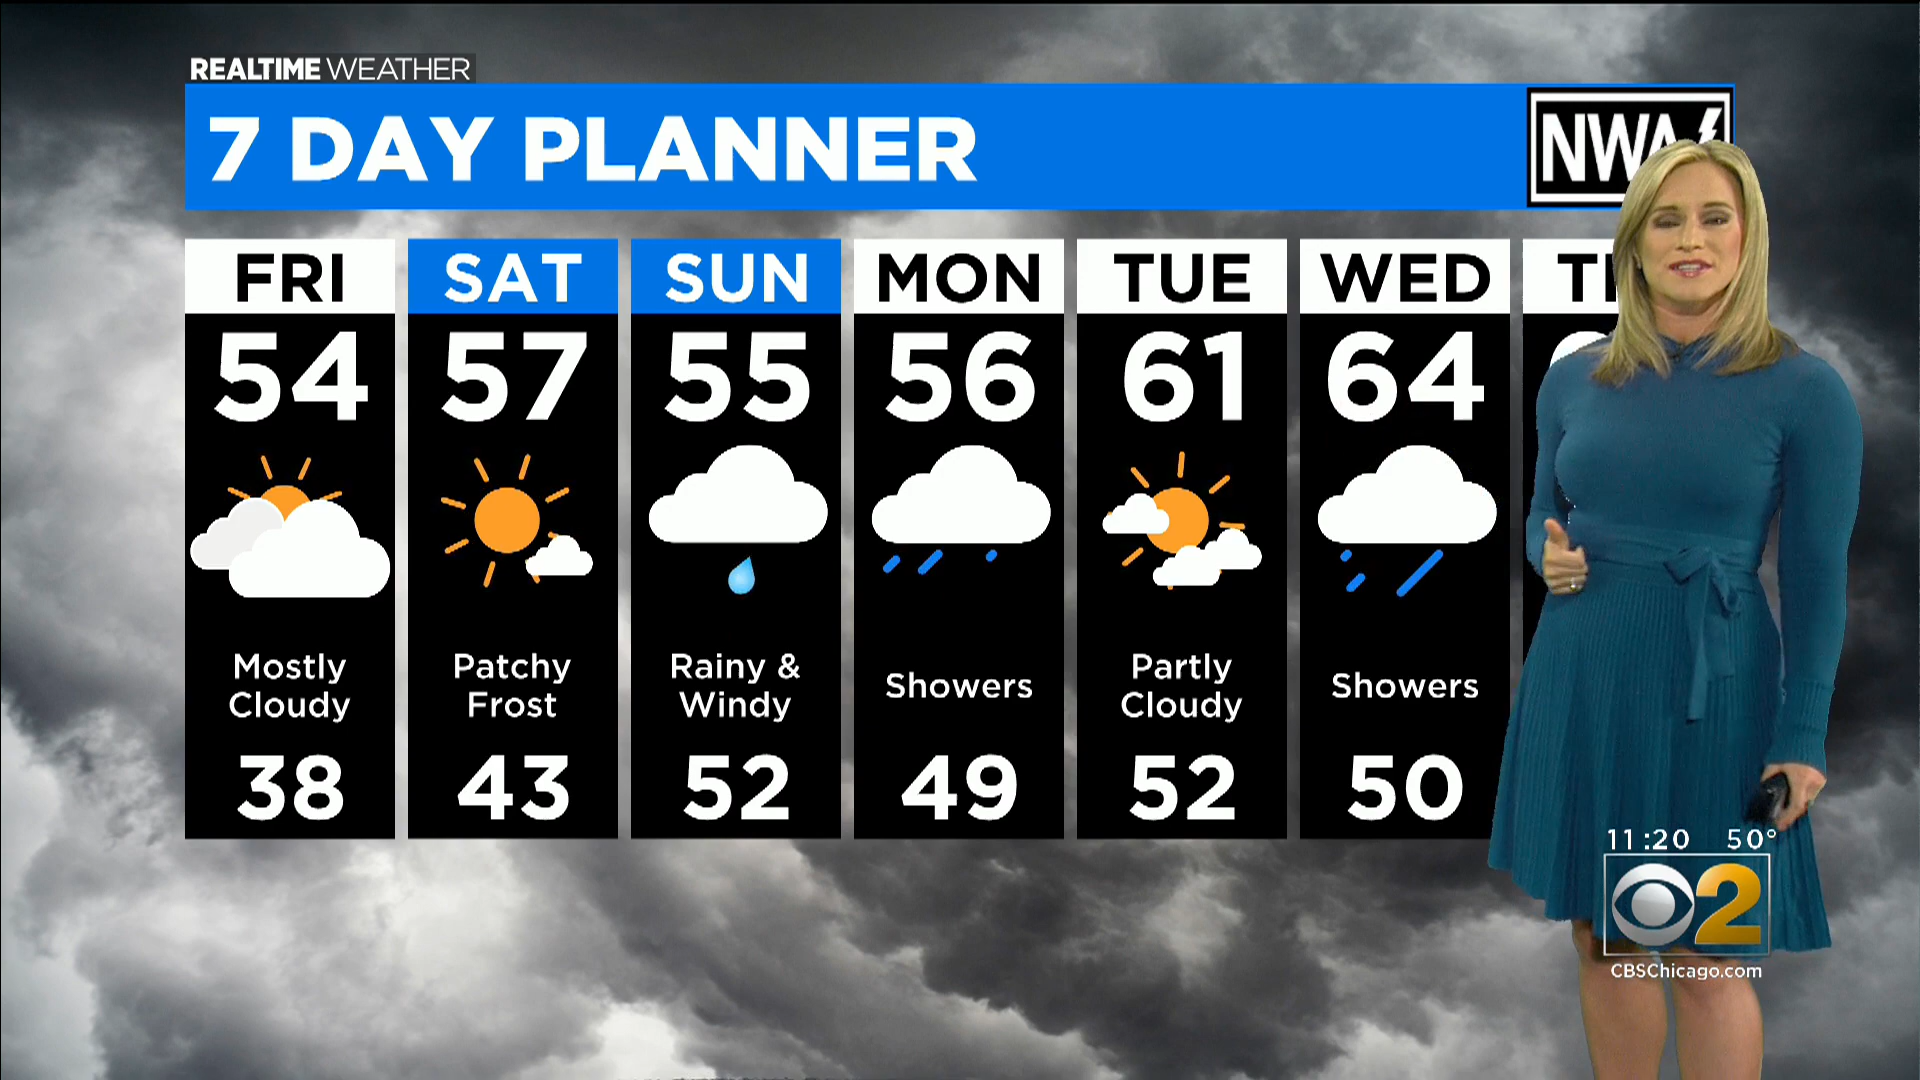 REALTIME WEATHER
7 DAY PLANNER
NWA
FRI SAT SUN MON TUE WED
54 57 55 56 61 64
Mostly Cloudy
Patchy Frost
Rainy & Windy
Showers
Partly Cloudy
Showers
38 43 52 49 52 50
11:20 50°
2
CBSChicago.com